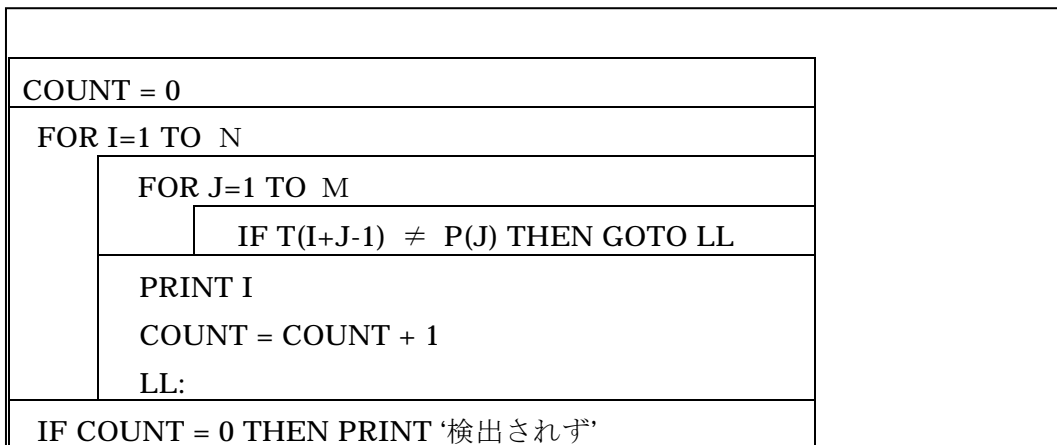 COUNT = 0
FOR I=1 TO N
FOR J=1 TO M
IF T(I+J-1) ≠ P(J) THEN GOTO LL
PRINT I
COUNT = COUNT + 1
LL:
IF COUNT = 0 THEN PRINT ‘検出されず’